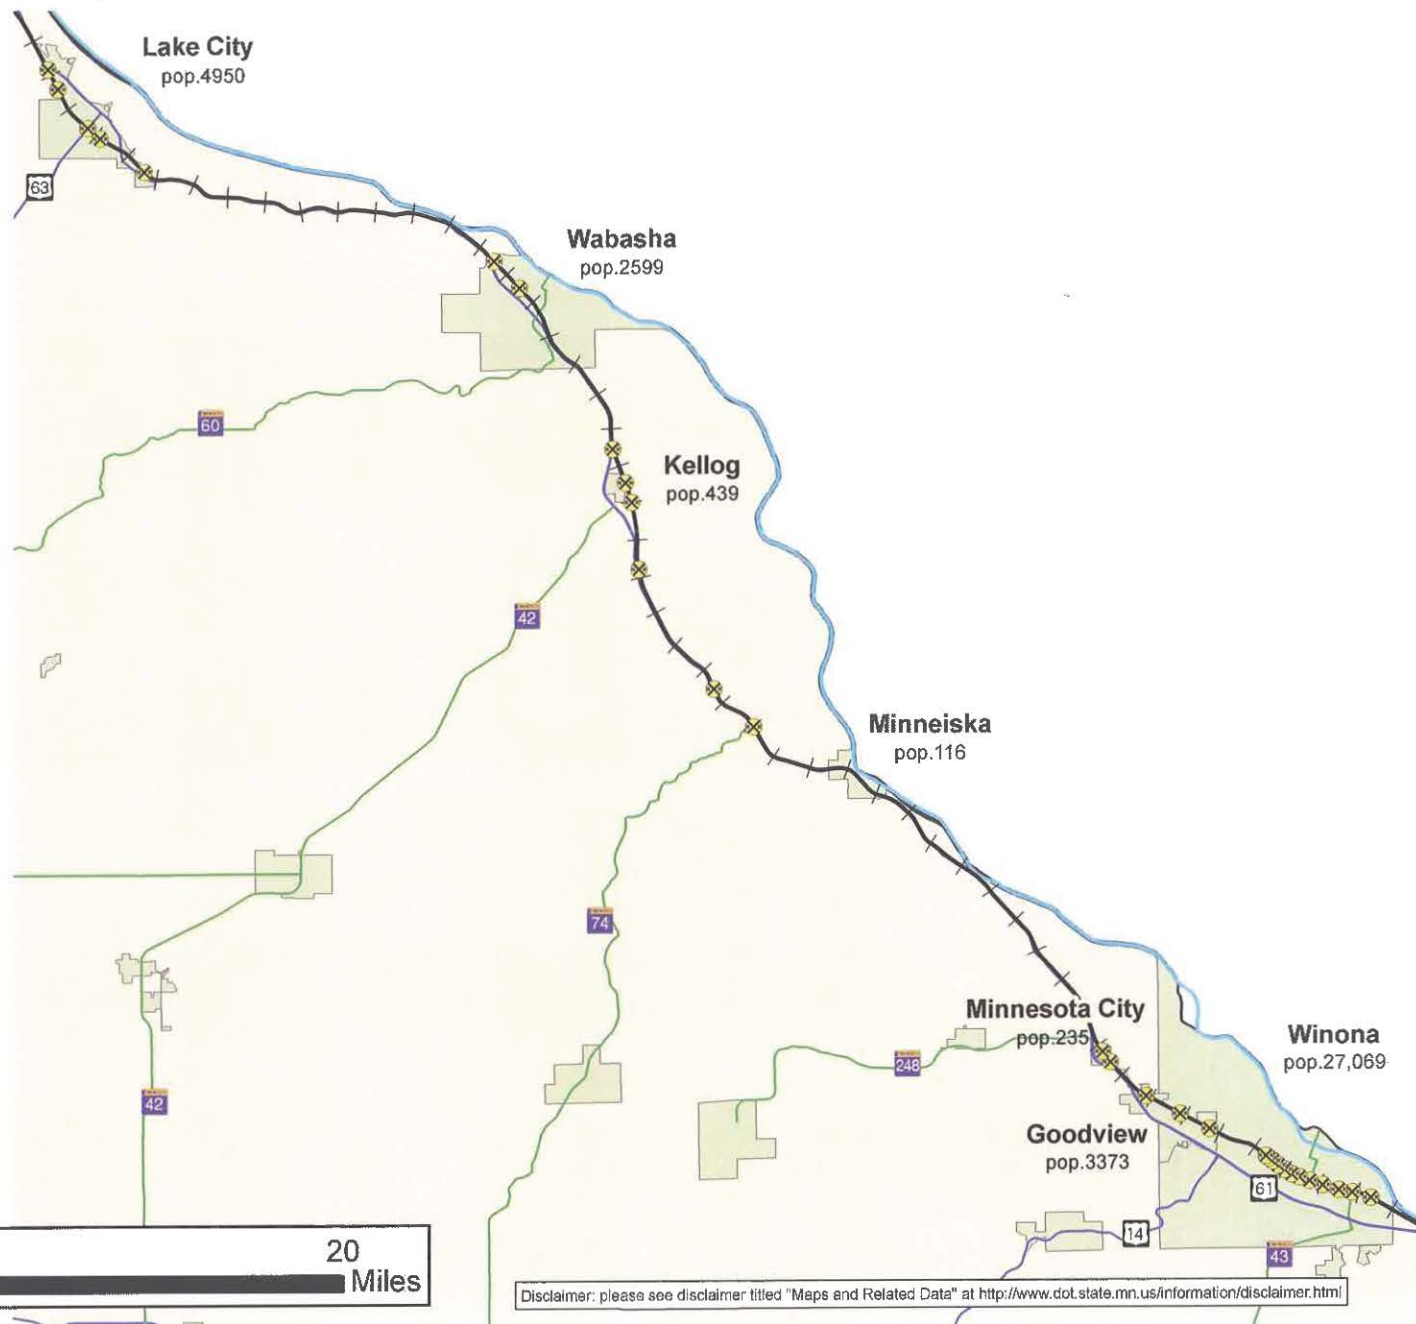 Lake City
pop.4950
63
Wabasha
pop.2599
60
Kellog
pop.439
42
Minneiska
pop.116
74
Minnesota City
pop.235
248
Winona
pop.27,069
42
Goodview
pop.3373
61
14
43
20
Miles
Disclaimer: please see disclaimer titled "Maps and Related Data" at http://www.dot.state.mn.us/information/disclaimer.html